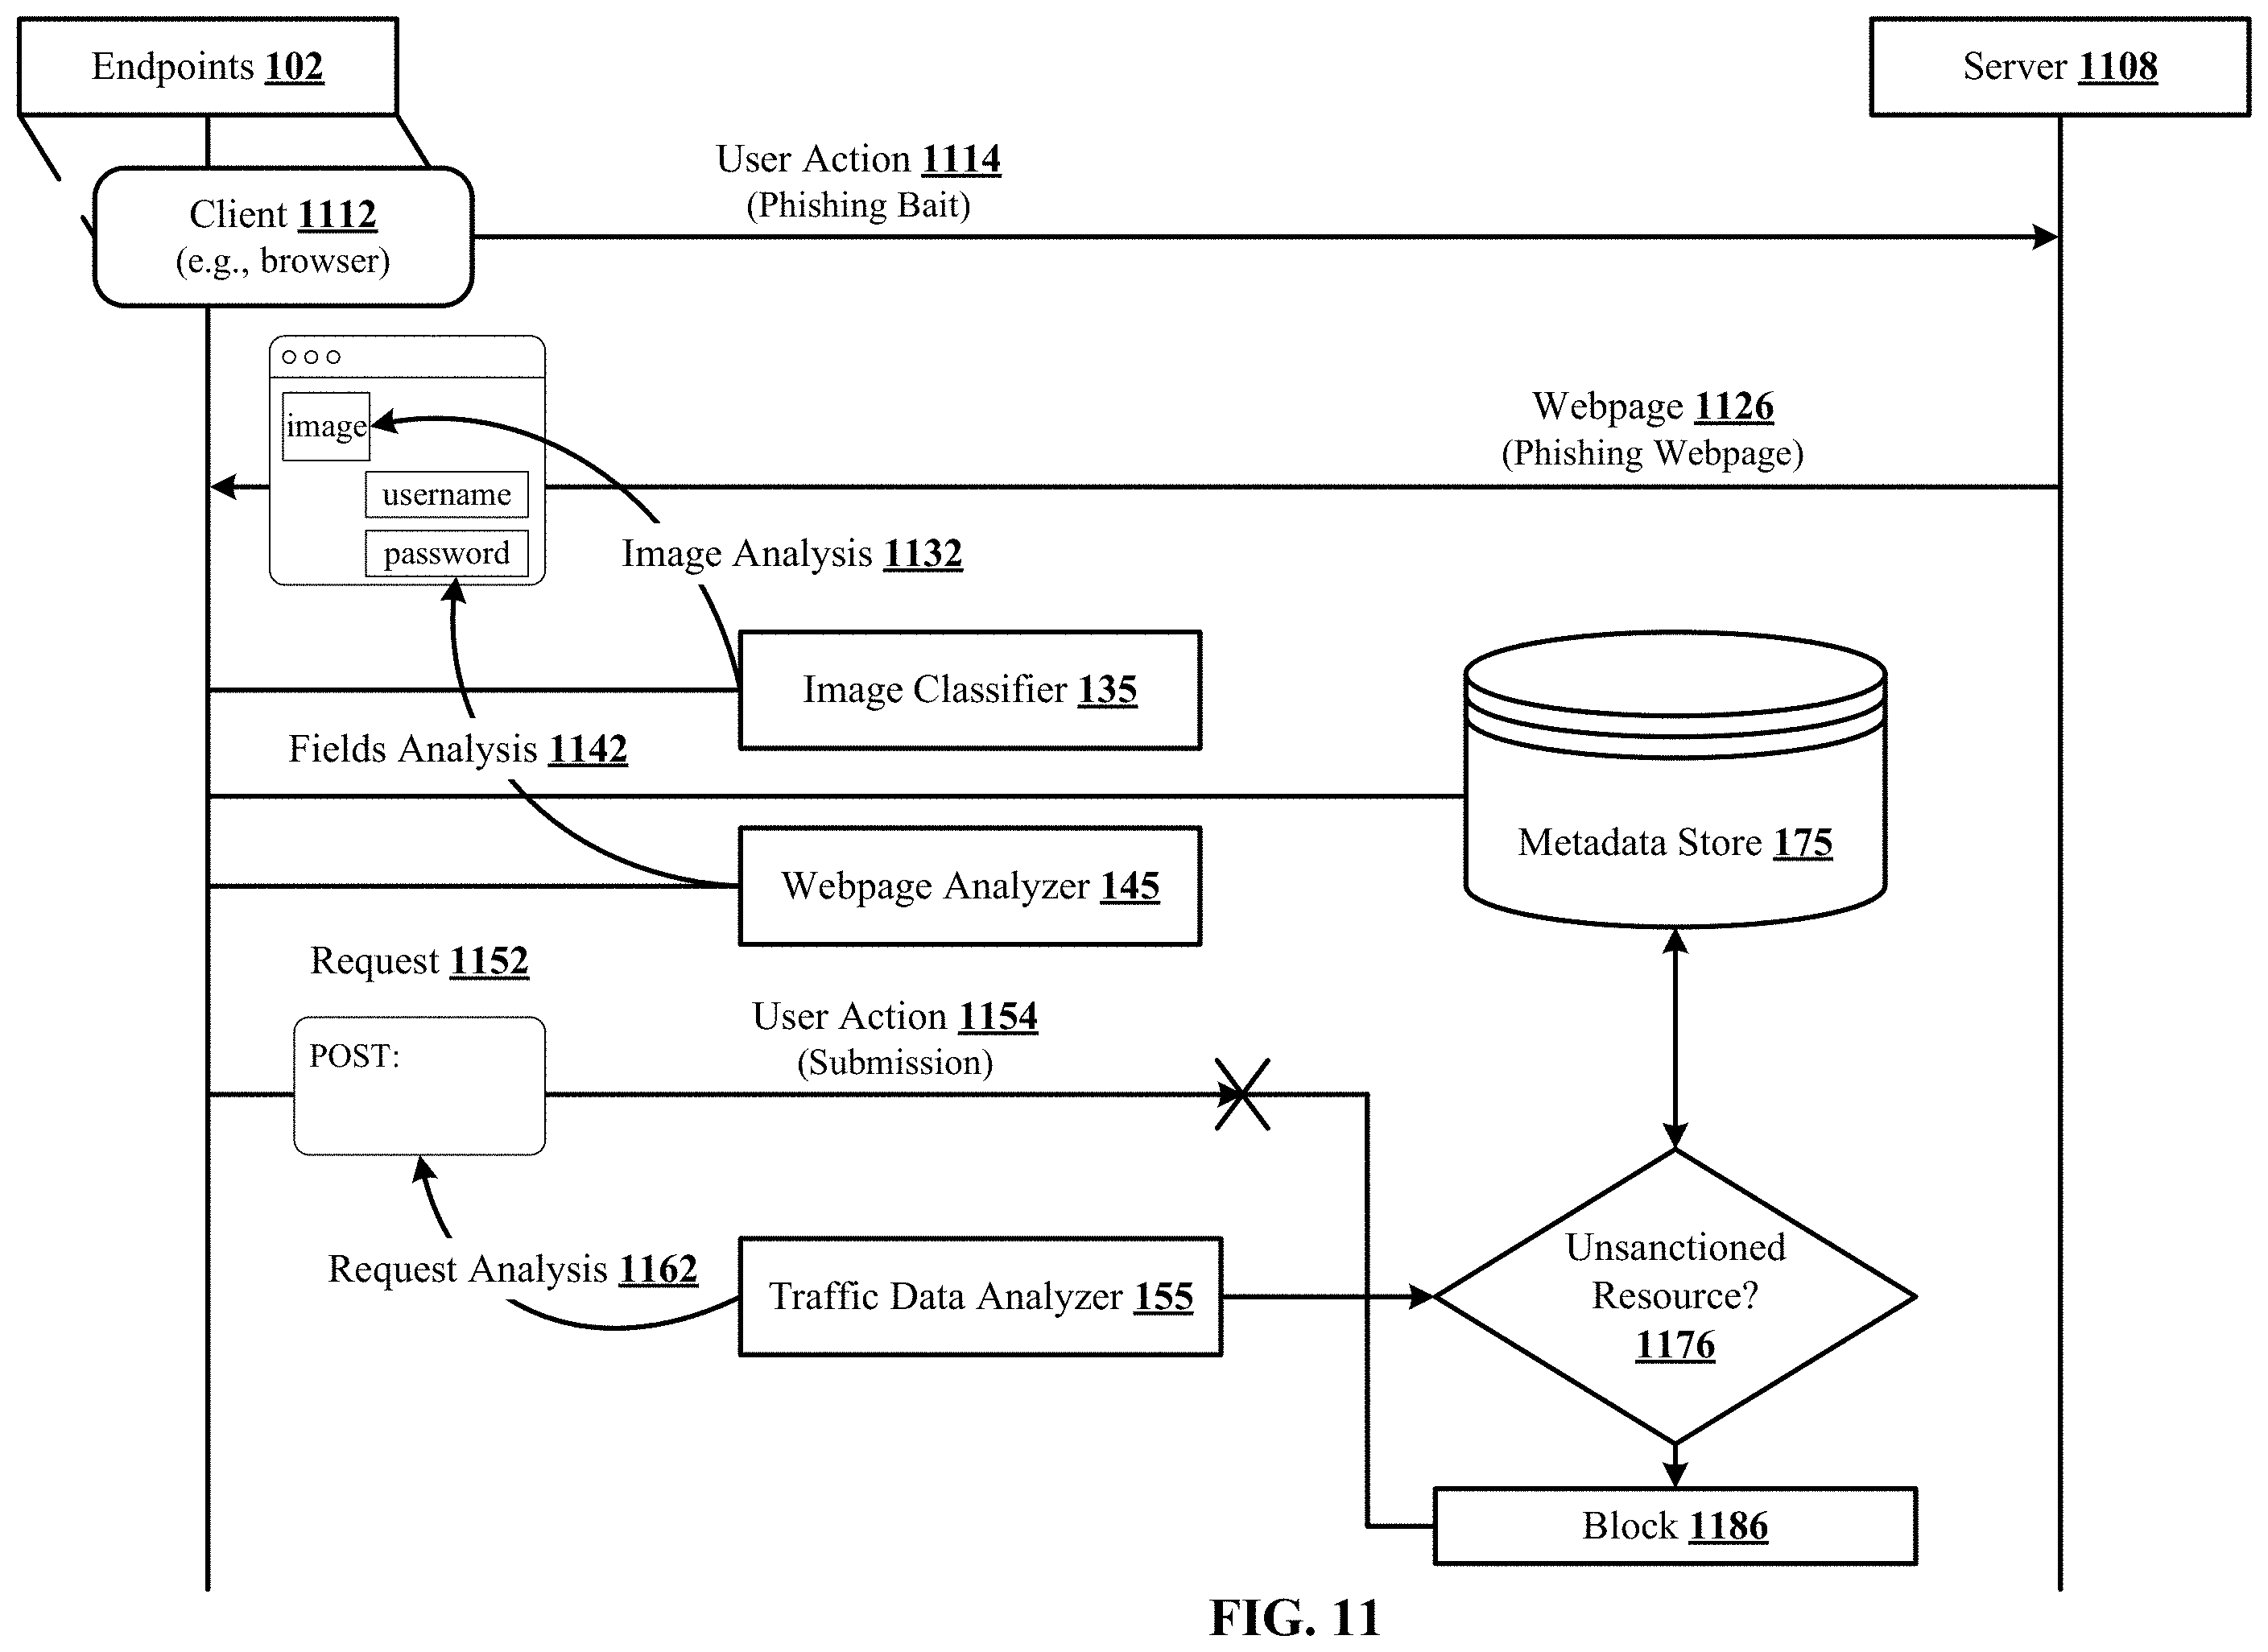 Endpoints 102
Server 1108
User Action 1114
(Phishing Bait)
Client 1112
(e.g., browser)
image
Webpage 1126
(Phishing Webpage)
username
password
Image Analysis 1132
Image Classifier 135
Fields Analysis 1142
Metadata Store 175
Webpage Analyzer 145
Request 1152
User Action 1154
(Submission)
POST:
Unsanctioned
Resource?
1176
Request Analysis 1162
Traffic Data Analyzer 155
Block 1186
FIG. 11